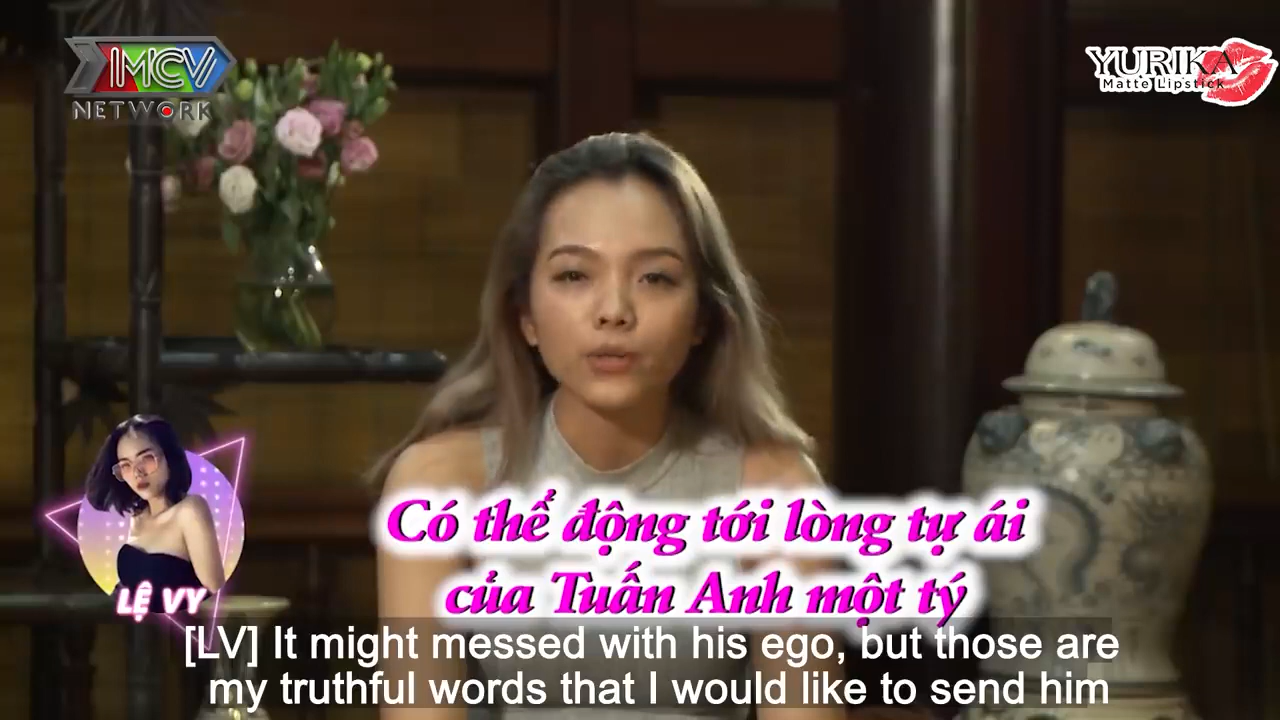 MCV
NETWORK
YURIKA
Matte Lipstick
Có thể động tới lòng tự ái
của Tuấn Anh một tý
LỆ VY
[LV] It might messed with his ego, but those are
my truthful words that I would like to send him